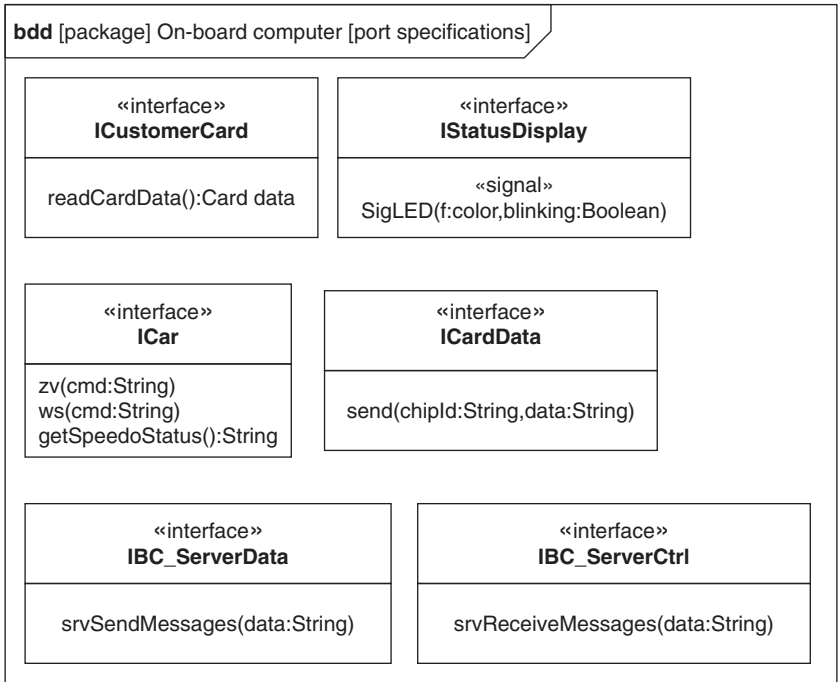 bdd [package] On-board computer [port specifications]
«interface»
ICustomerCard
readCardData():Card data
«interface»
IStatusDisplay
«signal»
SigLED(f:color,blinking:Boolean)
«interface»
ICar
zv(cmd:String)
ws(cmd:String)
getSpeedoStatus():String
«interface»
ICardData
send(chipId:String,data:String)
«interface»
IBC_ServerData
srvSendMessages(data:String)
«interface»
IBC_ServerCtrl
srvReceiveMessages(data:String)